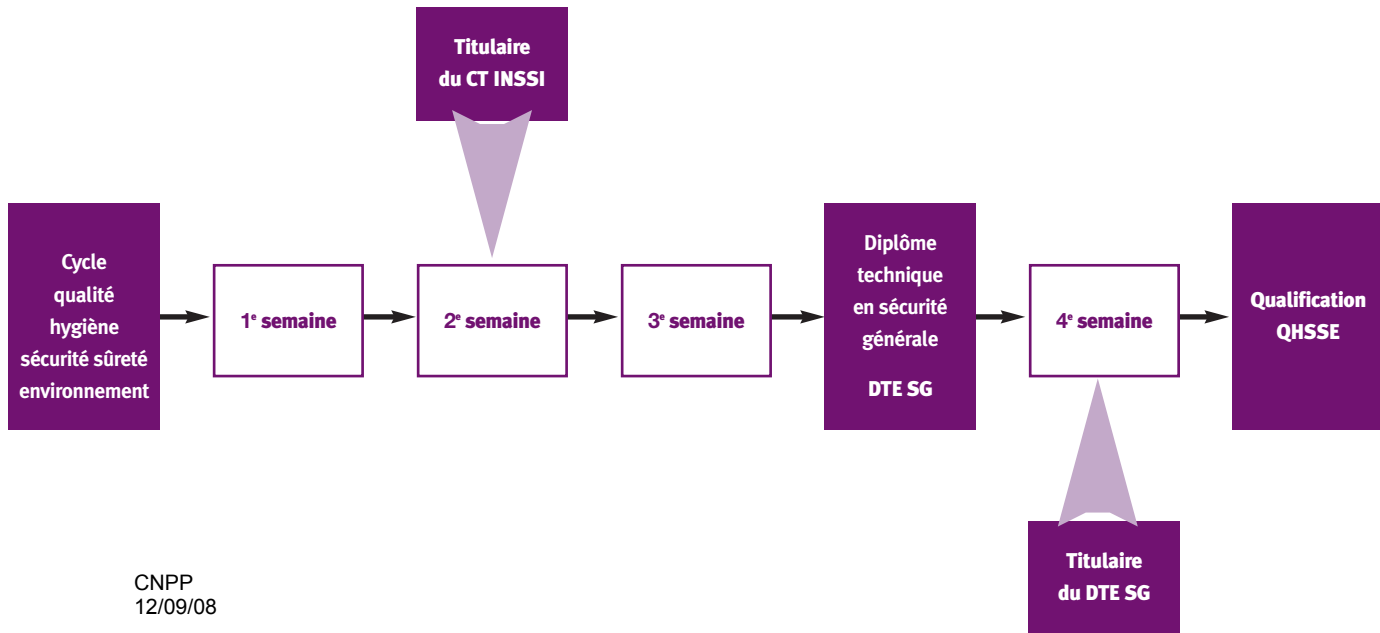 Titulaire
du CT INSSI
Cycle
qualité
hygiène
sécurité sûreté
environnement
1e semaine
2e semaine
3e semaine
Diplôme
technique
en sécurité
générale
DTE SG
4e semaine
Qualification
QHSSE
Titulaire
du DTE SG
CNPP
12/09/08